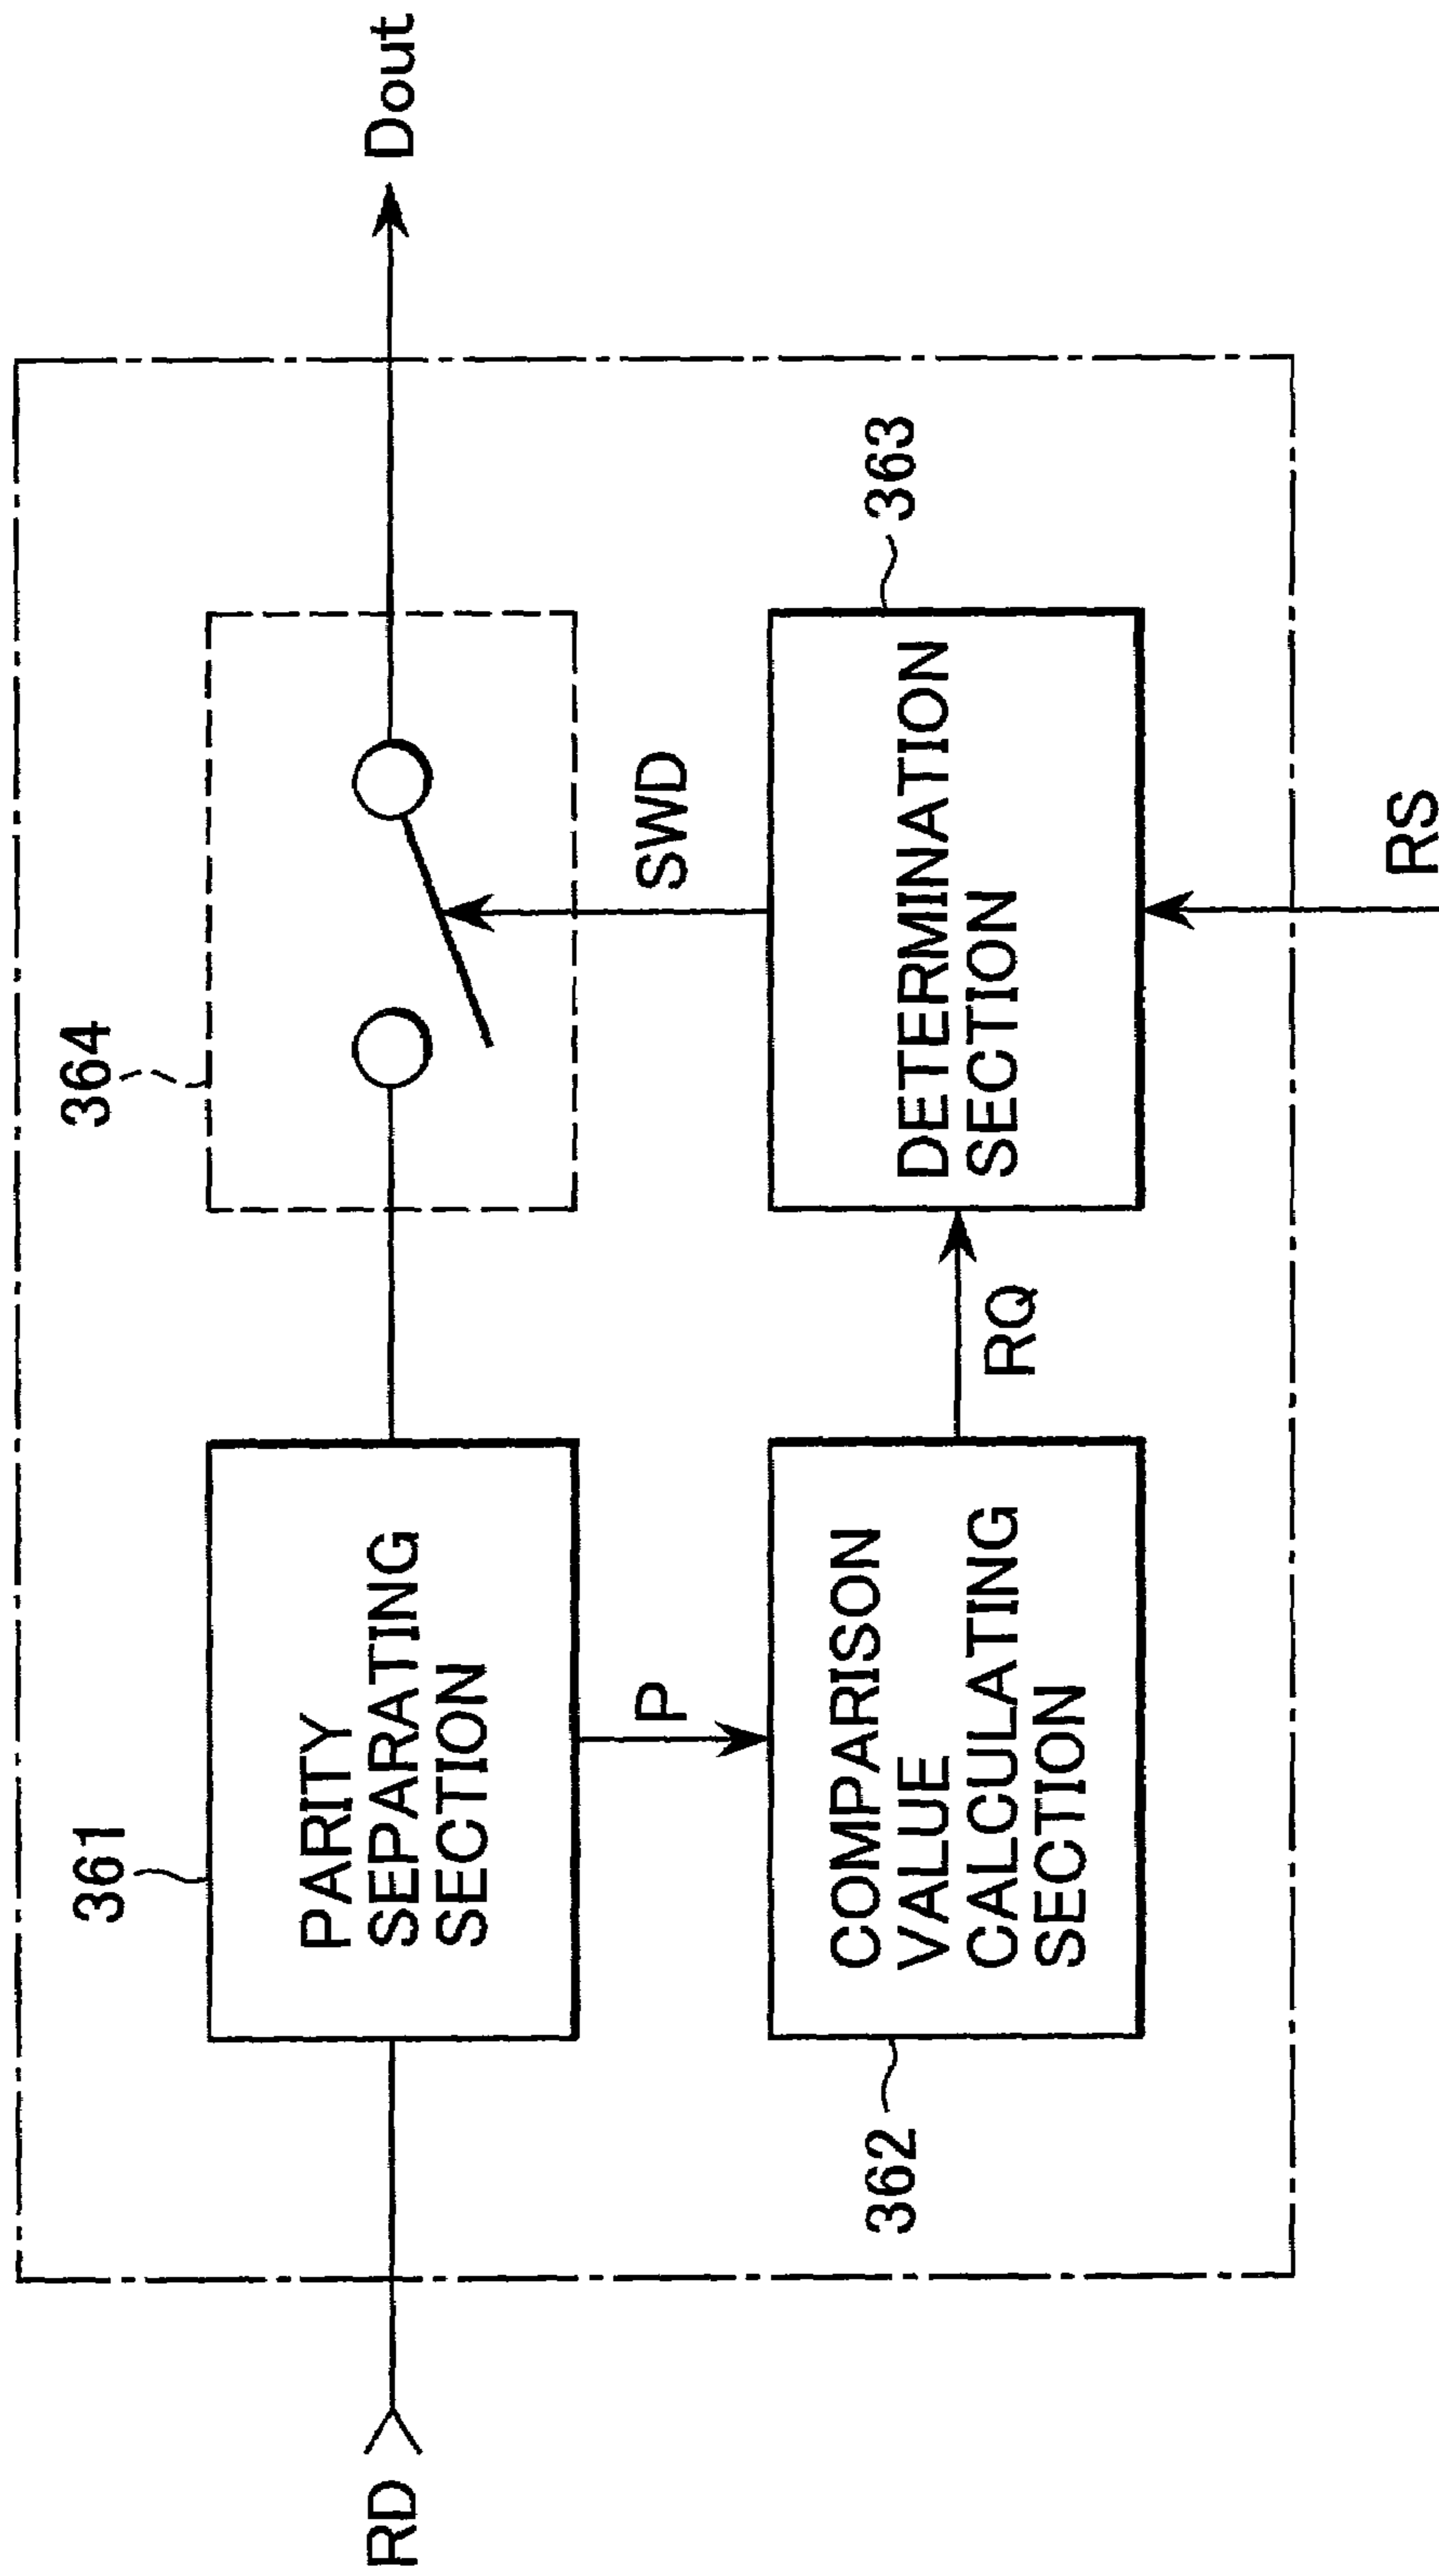 364
Dout
361
RD
PARITY
SEPARATING
SECTION
P
SWD
COMPARISON
VALUE
CALCULATING
SECTION
362
RQ
DETERMINATION
SECTION
363
RS